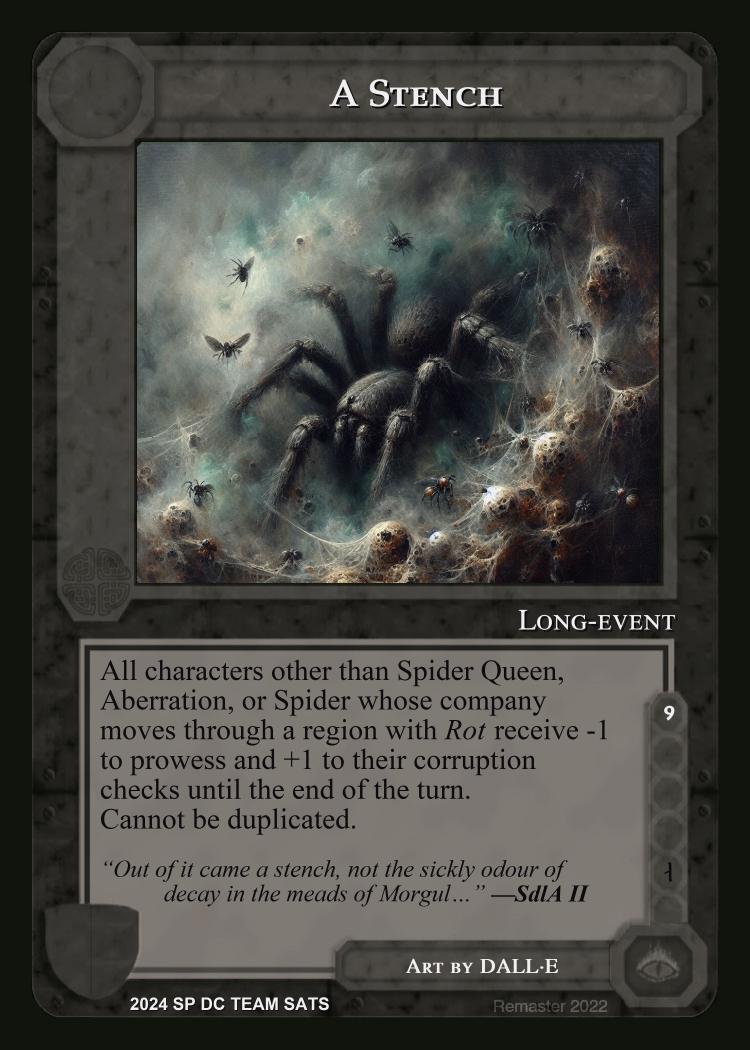 A Stench
Long-event
All characters other than Spider Queen,
Aberration, or Spider whose company
moves through a region with Rot receive -1
to prowess and +1 to their corruption
checks until the end of the turn.
Cannot be duplicated.
9
“Out of it came a stench, not the sickly odour of
decay in the meads of Morgul…” —SdlA II
Art by DALL·E
2024 SP DC TEAM SATS
Remaster 2022